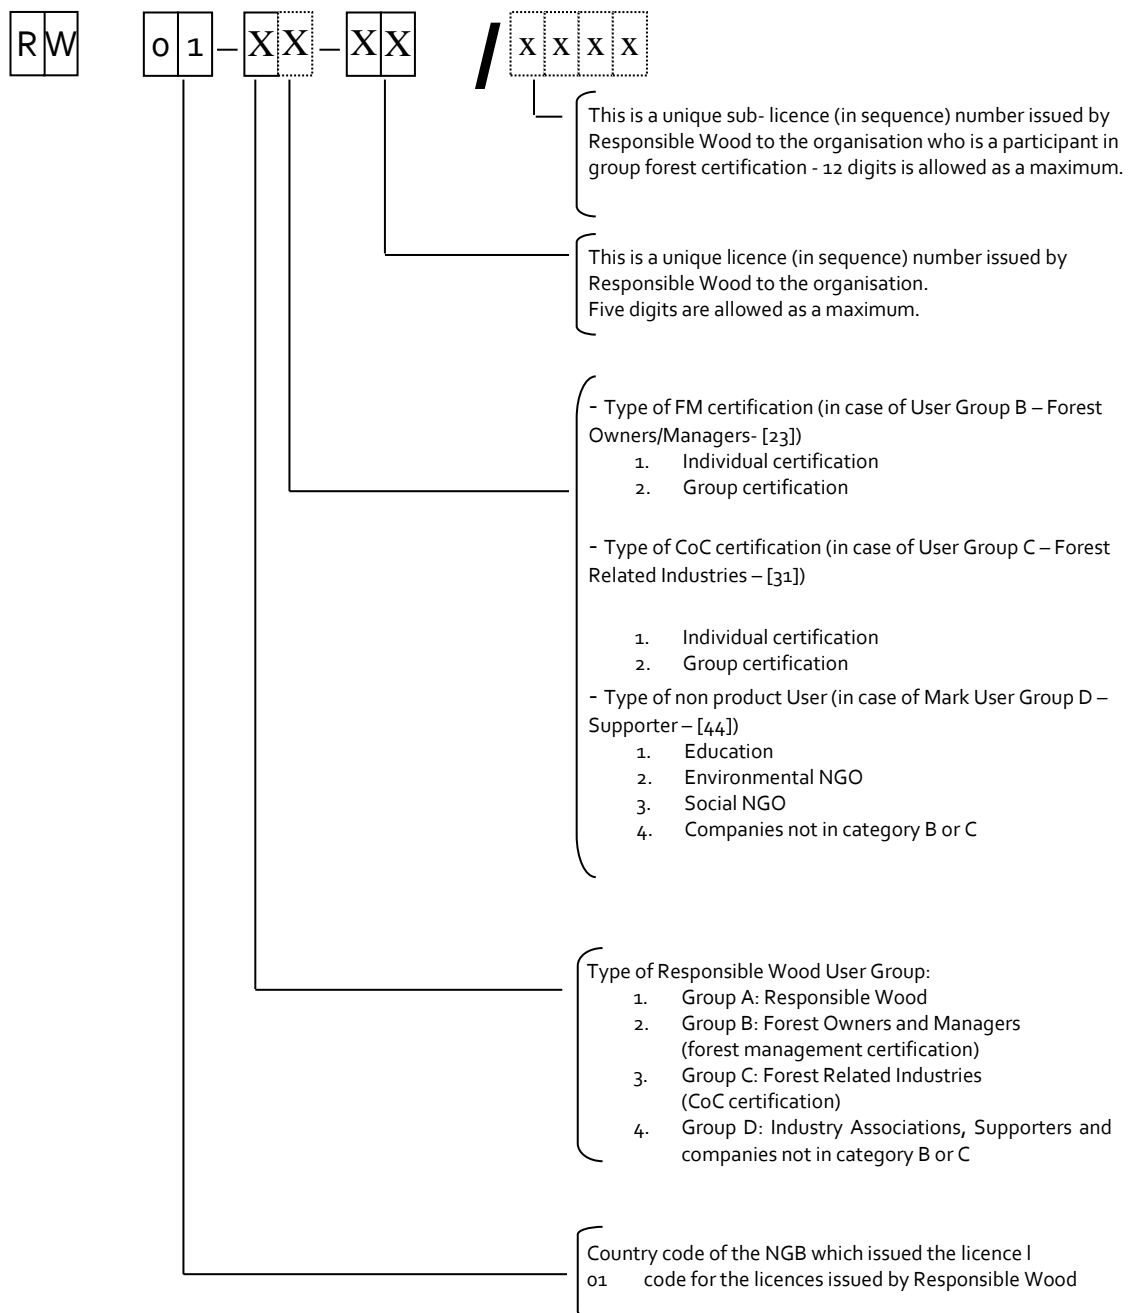 RW 01–XX–XX /xxxx
This is a unique sub- licence (in sequence) number issued by
Responsible Wood to the organisation who is a participant in
group forest certification - 12 digits is allowed as a maximum.
This is a unique licence (in sequence) number issued by
Responsible Wood to the organisation.
Five digits are allowed as a maximum.
- Type of FM certification (in case of User Group B – Forest
Owners/Managers- [23])
1. Individual certification
2. Group certification
- Type of CoC certification (in case of User Group C – Forest
Related Industries – [31])
1. Individual certification
2. Group certification
- Type of non product User (in case of Mark User Group D –
Supporter – [44])
1. Education
2. Environmental NGO
3. Social NGO
4. Companies not in category B or C
Type of Responsible Wood User Group:
1. Group A: Responsible Wood
2. Group B: Forest Owners and Managers
(forest management certification)
3. Group C: Forest Related Industries
(CoC certification)
4. Group D: Industry Associations, Supporters and
companies not in category B or C
Country code of the NGB which issued the licence l
01 code for the licences issued by Responsible Wood